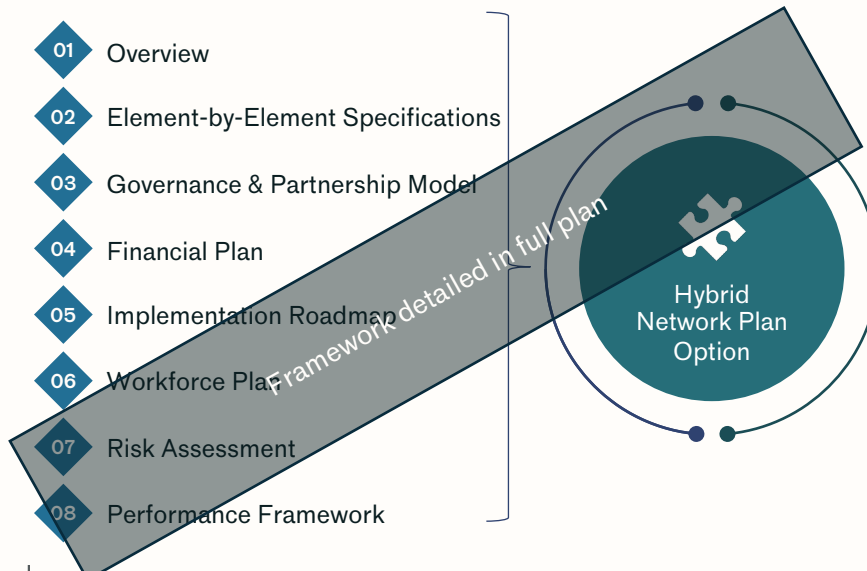 01 Overview
02 Element-by-Element Specifications
03 Governance & Partnership Model
04 Financial Plan
05 Implementation Roadmap
06 Workforce Plan
07 Risk Assessment
08 Performance Framework
Framework detailed in full plan
Hybrid
Network Plan
Option